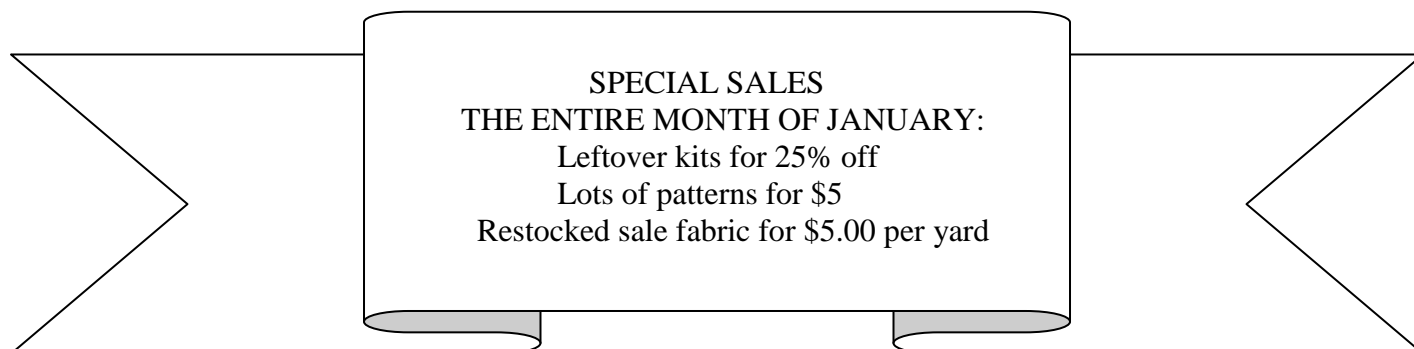 SPECIAL SALES
THE ENTIRE MONTH OF JANUARY:
Leftover kits for 25% off
Lots of patterns for $5
Restocked sale fabric for $5.00 per yard